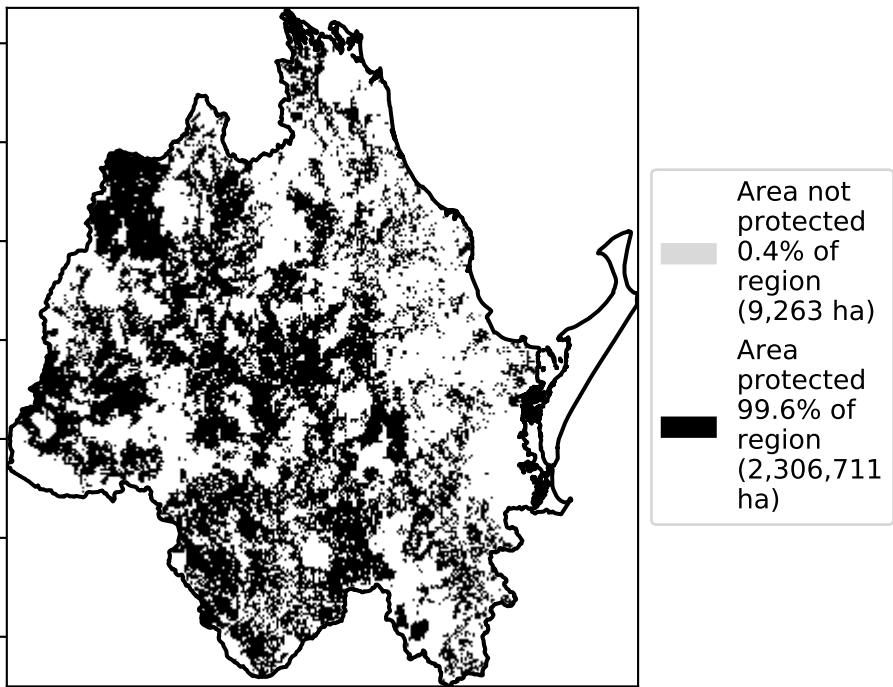 Area not
protected
0.4% of
region
(9,263 ha)
Area
protected
99.6% of
region
(2,306,711
ha)